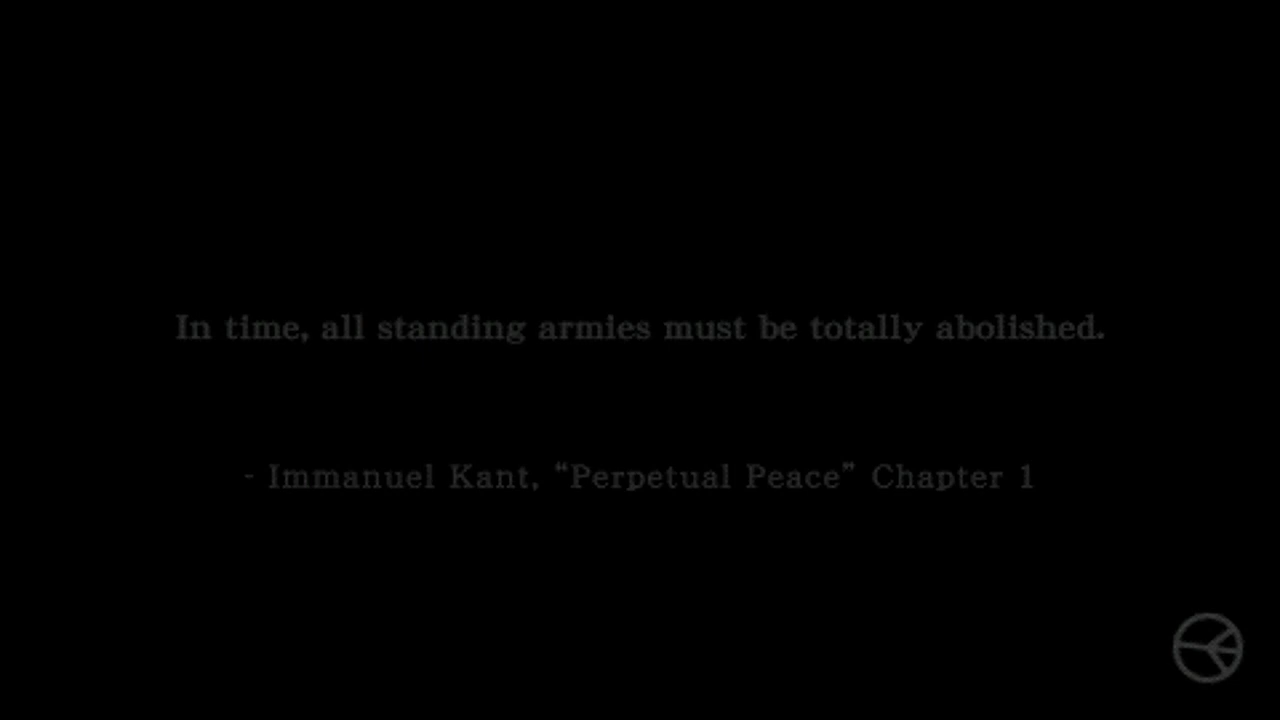 In time, all standing armies must be totally abolished.
- Immanuel Kant, “Perpetual Peace” Chapter 1